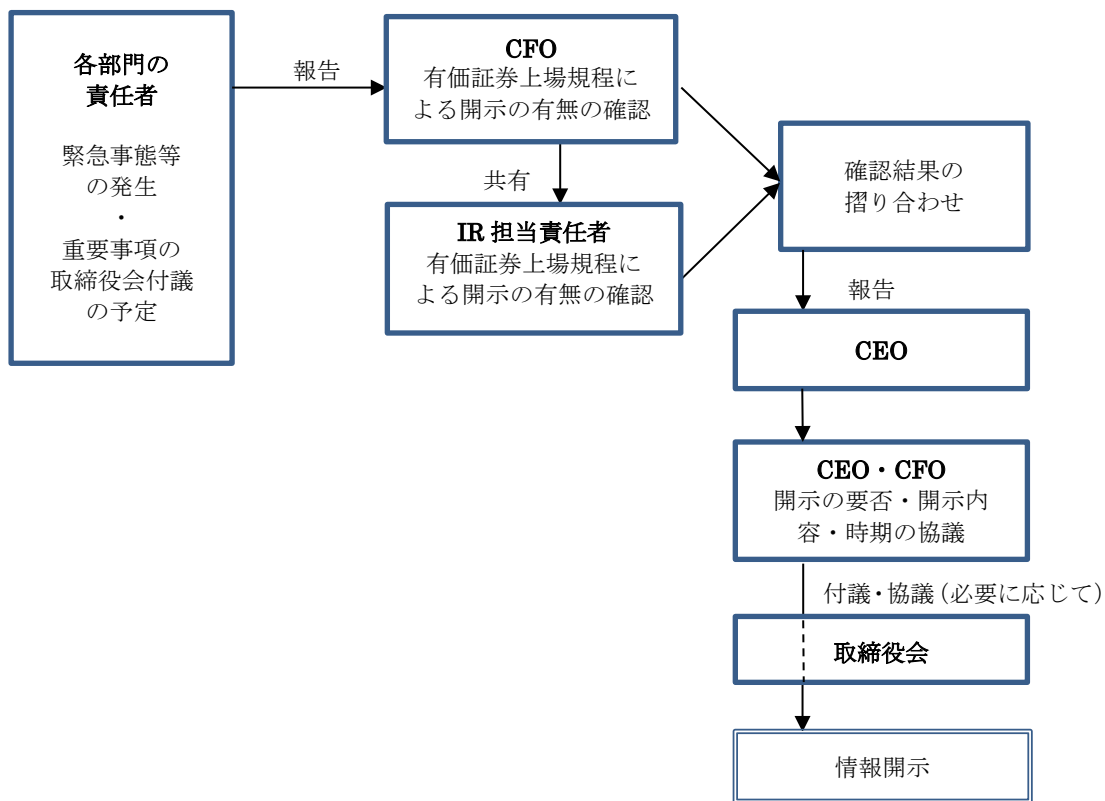 各部門の
責任者
緊急事態等
の発生
・
重要事項の
取締役会付議
の予定
報告
CFO
有価証券上場規程に
よる開示の有無の確認
共有
IR 担当責任者
有価証券上場規程に
よる開示の有無の確認
確認結果の
摺り合わせ
報告
CEO
CEO・CFO
開示の要否・開示内
容・時期の協議
付議・協議（必要に応じて）
取締役会
情報開示